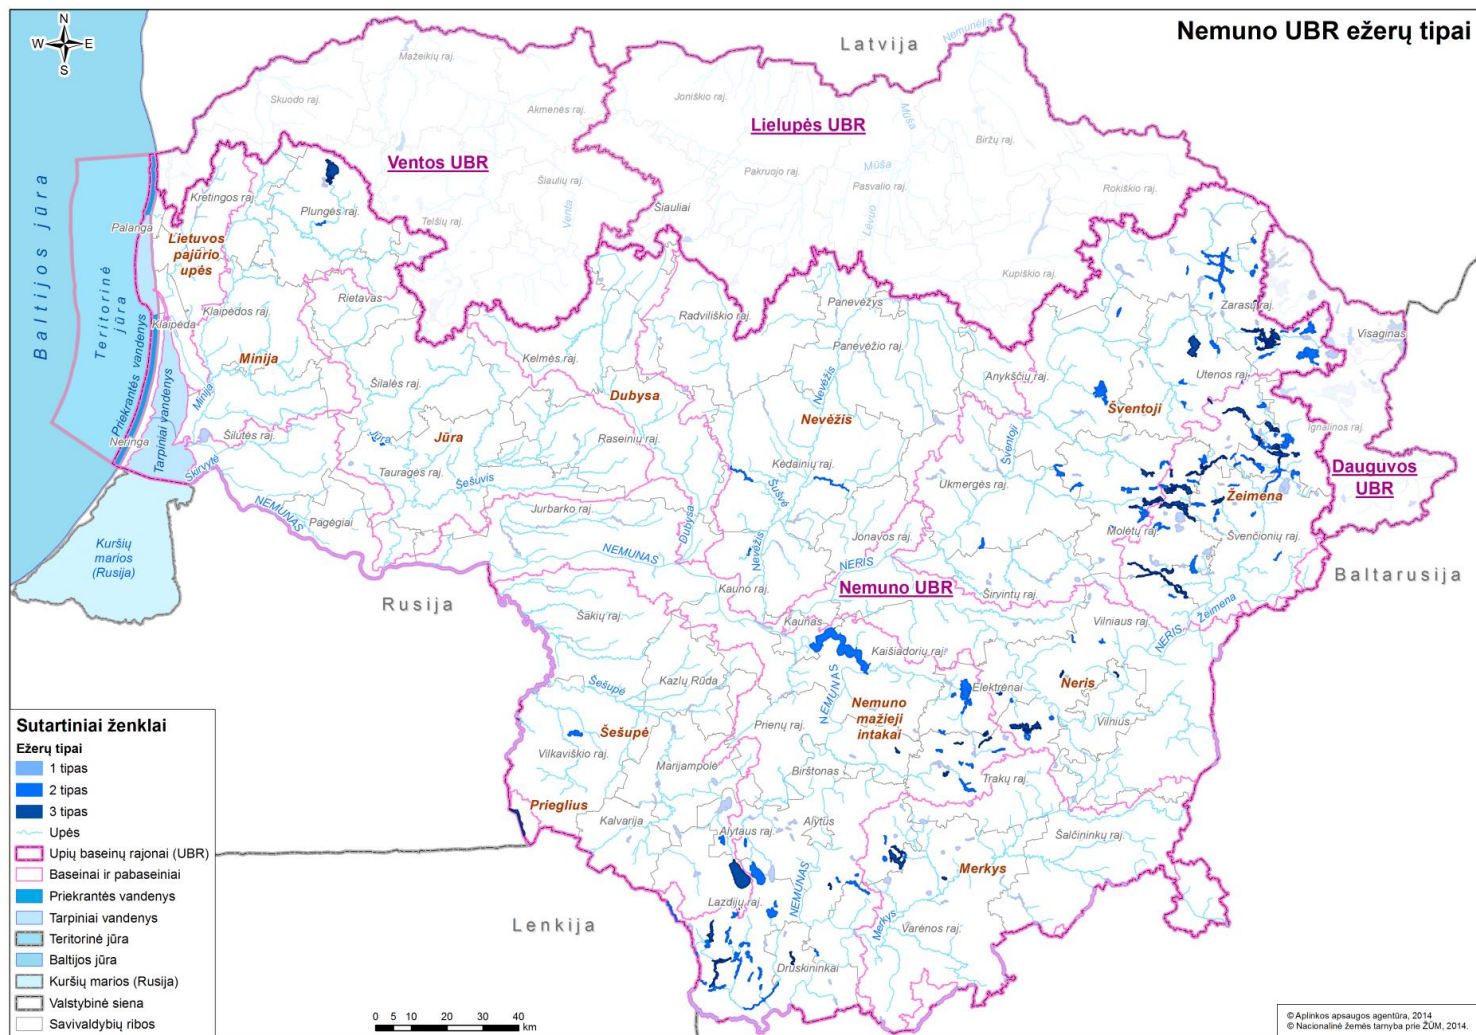 Nemuno UBR ežerų tipai
N
W E
S
Latvija
Nemunėlis
Mažeikių raj.
Skuodo raj.
Akmenės raj.
Joniškio raj.
Mūša
Lielupės UBR
Biržų raj.
Ventos UBR
Mūša
Pakruojo raj.
Pasvalio raj.
Rokiškio raj.
Šiaulių raj.
Kretingos raj.
Plungės raj.
Telšių raj.
Venta
Šiauliai
Lėvuo
Palanga
Lietuvos
pajūrio
upės
Baltijos jūra
Teritorinė
jūra
Kupiškio raj.
Rietavas
Panevėžys
Zarasų raj.
Klaipėdos raj.
Klaipėda
Radviliškio raj.
Visaginas
Priekrantės vandenys
Tarpiniai vandenys
Minija
Minija
Kelmės raj.
Panevėžio raj.
Utenos raj.
Anykščių raj.
Šilalės raj.
Dubysa
Nevėžis
Nevėžis
Šventoji
Šventoji
Ignalinos raj.
Neringa
Šilutės raj.
Jūra
Jūra
Raseinių raj.
Skirvytė
Tauragės raj.
Šešuvis
Kėdainių raj.
Šušvė
Ukmergės raj.
Žeimena
Dauguvos
UBR
NEMUNAS
Pagėgiai
Jurbarko raj.
Dubysa
Nevėžis
Jonavos raj.
Molėtų raj.
Švenčionių raj.
Kuršių
marios
(Rusija)
NEMUNAS
NERIS
Rusija
Nemuno UBR
Širvintų raj.
Baltarusija
Kauno raj.
Šakių raj.
Kaunas
Vilniaus raj.
NERIS
Žeimena
Kaišiadorių raj.
Kazlų Rūda
Šešupė
NEMUNAS
Elektrėnai
Neris
Nemuno
mažieji
intakai
Prienų raj.
Vilnius
Šešupė
Vilkaviškio raj.
Marijampolė
Birštonas
Trakų raj.
Prieglius
Kalvarija
Alytaus raj.
Alytus
Šalčininkų raj.
Merkys
NEMUNAS
Lazdijų raj.
Lenkija
Merkys
Varėnos raj.
Druskininkai
Sutartiniai ženklai
Ežerų tipai
1 tipas
2 tipas
3 tipas
Upės
Upių baseinų rajonai (UBR)
Baseinai ir pabaseiniai
Priekrantės vandenys
Tarpiniai vandenys
Teritorinė jūra
Baltijos jūra
Kuršių marios (Rusija)
Valstybinė siena
Savivaldybių ribos
0 10 20 30 40
km
© Aplinkos apsaugos agentūra, 2014
© Nacionalinė žemės tarnyba prie ŽŪM, 2014